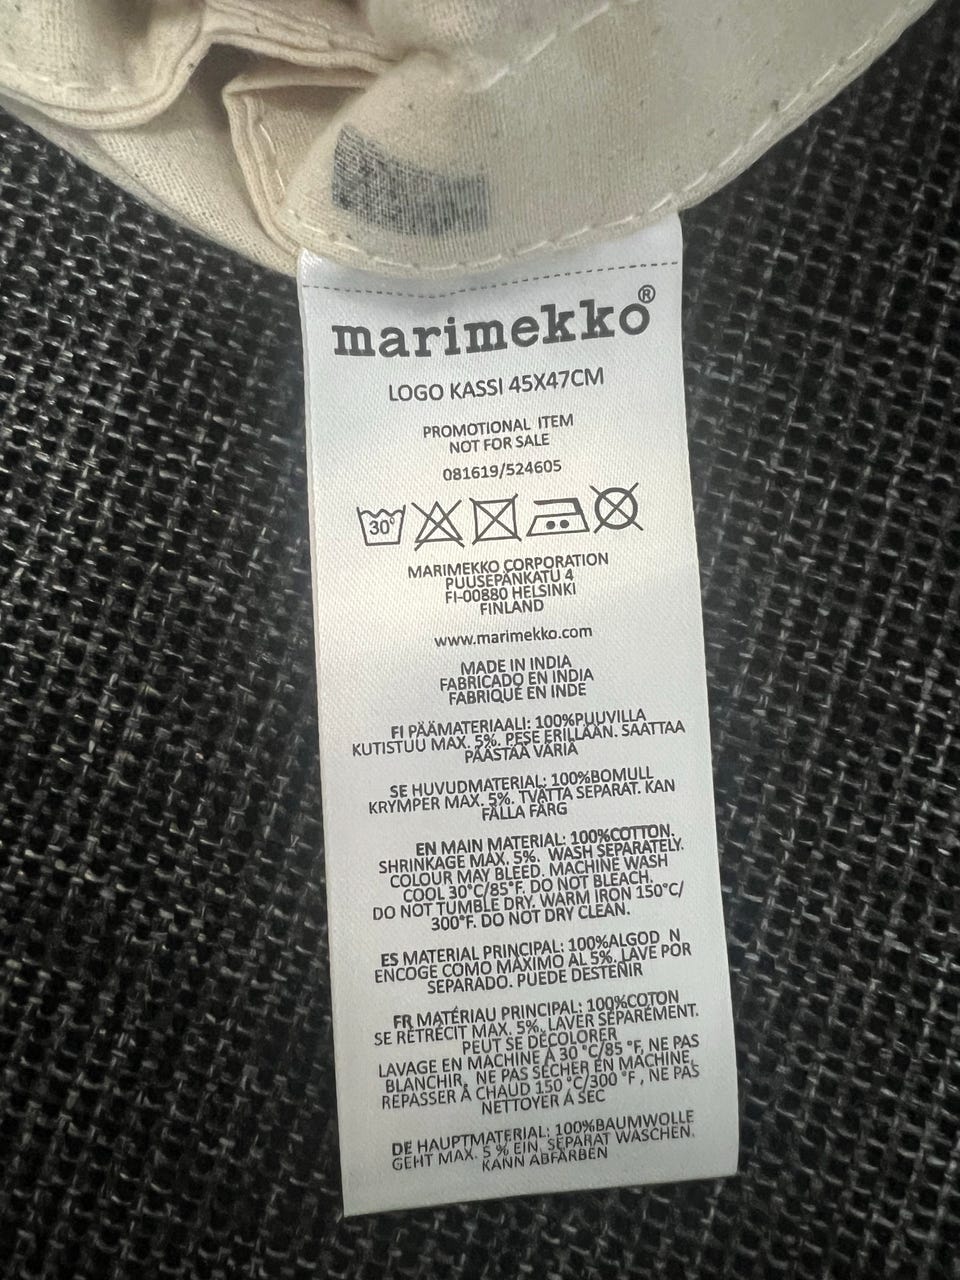 marimekko®
LOGO KASSI 45X47CM
PROMOTIONAL ITEM
NOT FOR SALE
081619/524605
30°
MARIMEKKO CORPORATION
PUUSEPÄNKATU 4
FI-00880 HELSINKI
FINLAND
www.marimekko.com
MADE IN INDIA
FABRICADO EN INDIA
FABRIQUÉ EN INDE
FI PÄÄMATERIAALI: 100%PUUVILLA
KUTISTUU MAX. 5%. PESE ERILLÄÄN. SAATTAA
PÄÄSTÄÄ VÄRIÄ
SE HUVUDMATERIAL: 100%BOMULL
KRYMPER MAX. 5%. TVÄTTA SEPARAT. KAN
FÄLLA FÄRG
EN MAIN MATERIAL: 100%COTTON.
SHRINKAGE MAX. 5%. WASH SEPARATELY.
COLOUR MAY BLEED. MACHINE WASH
COOL 30°C/85°F. DO NOT BLEACH.
DO NOT TUMBLE DRY. WARM IRON 150°C/
300°F. DO NOT DRY CLEAN.
ES MATERIAL PRINCIPAL: 100%ALGOD N
ENCOGE COMO MÁXIMO AL 5%. LAVE POR
SEPARADO. PUEDE DESTEÑIR
FR MATÉRIAU PRINCIPAL: 100%COTON
SE RÉTRÉCIT MAX. 5%. LAVER SÉPARÉMENT.
PEUT SE DÉCOLORER
LAVAGE EN MACHINE À 30 °C/85 °F, NE PAS
BLANCHIR, NE PAS SÉCHER EN MACHINE,
REPASSER À CHAUD 150 °C/300 °F , NE PAS
NETTOYER À SEC
DE HAUPTMATERIAL: 100%BAUMWOLLE
GEHT MAX. 5 % EIN. SEPARAT WASCHEN.
KANN ABFÄRBEN